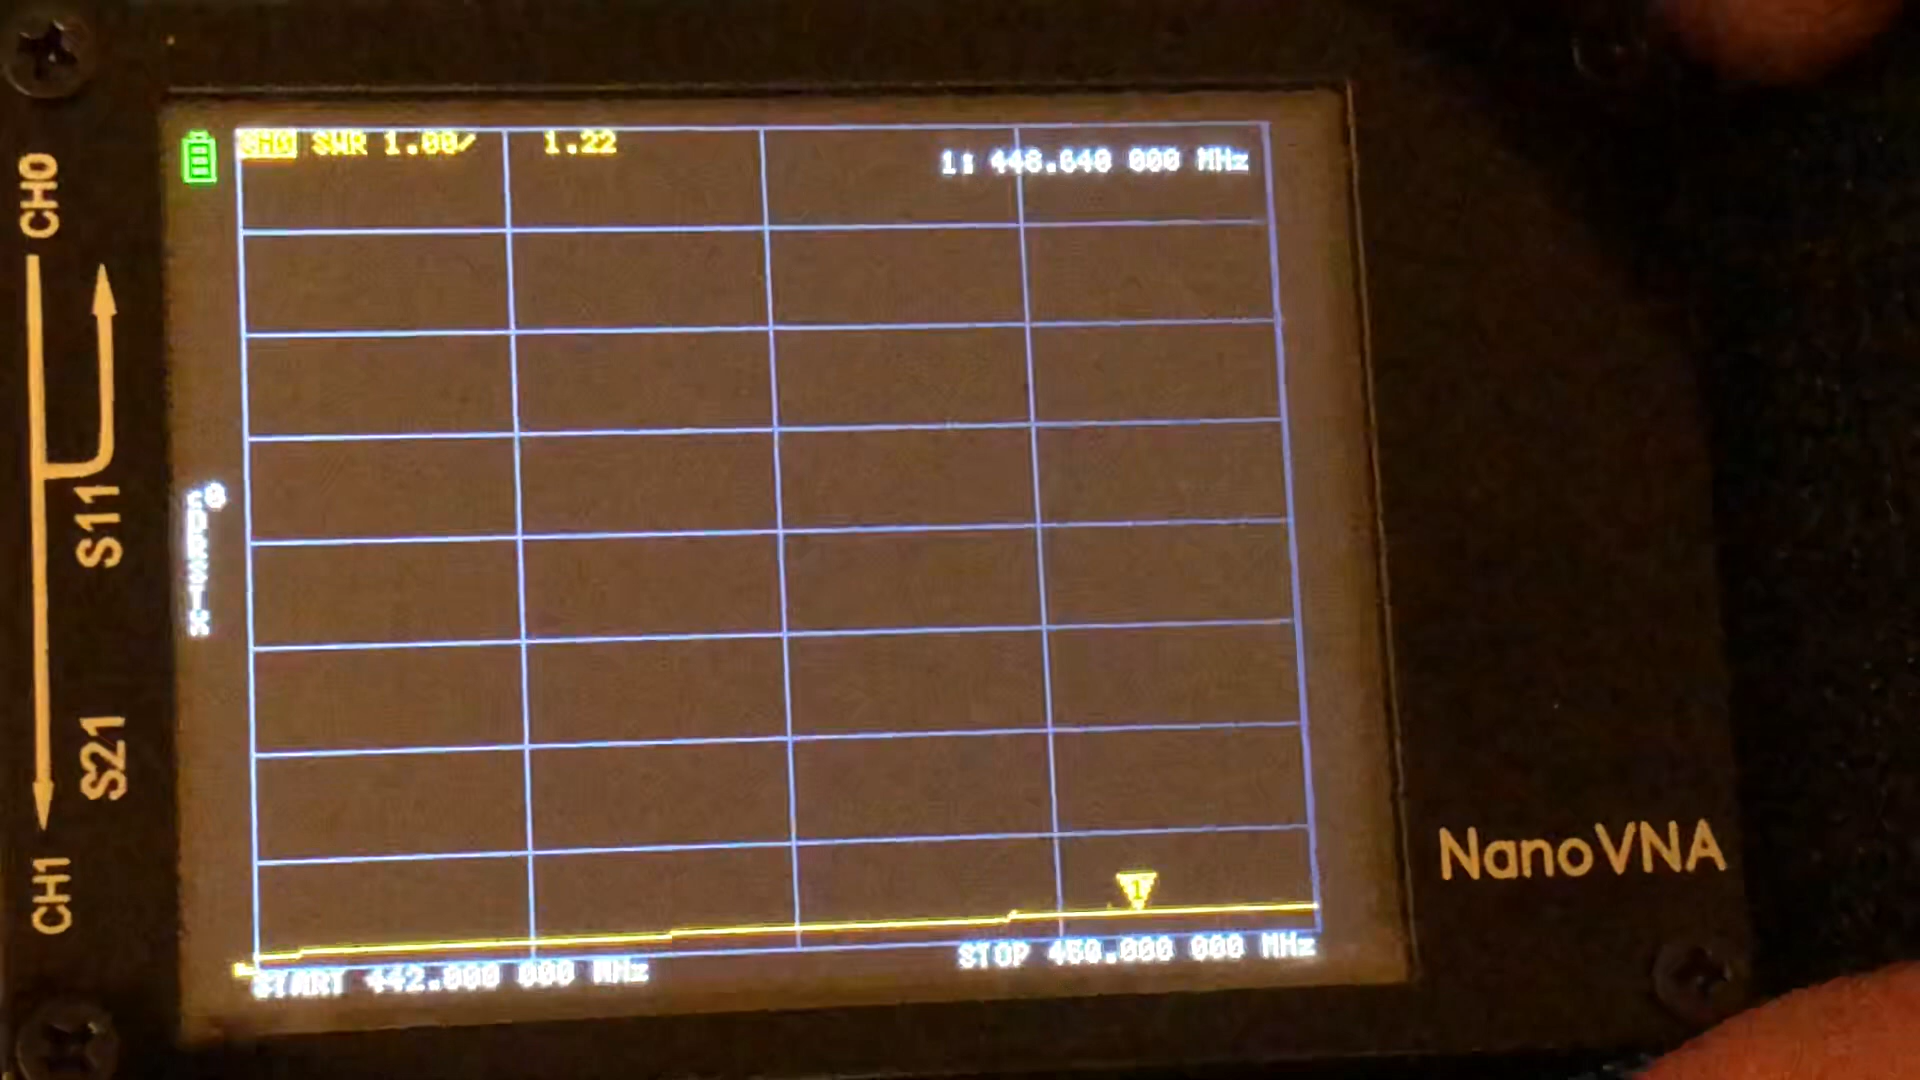 CH0 SWR 1.00/ 1.22
1: 448.640 000 MHz
START 442.000 000 MHz
STOP 450.000 000 MHz
CH0
S11
S21
CH1
NanoVNA